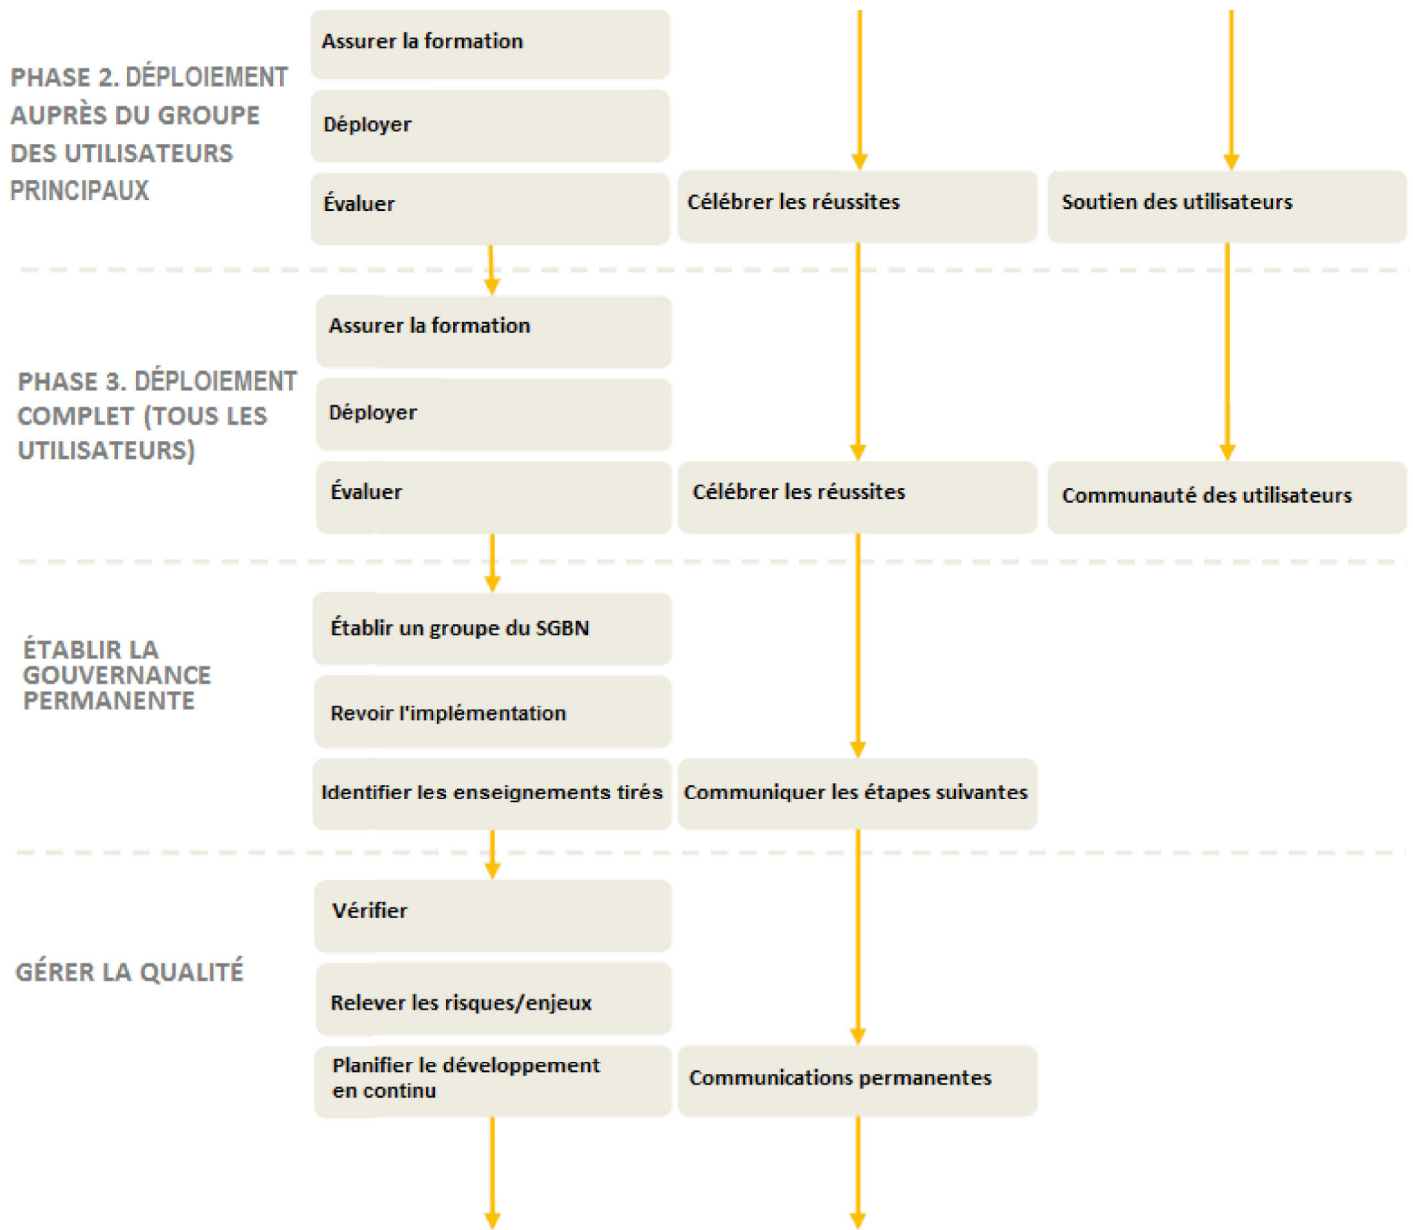 PHASE 2. DÉPLOIEMENT
AUPRÈS DU GROUPE
DES UTILISATEURS
PRINCIPAUX
Assurer la formation
Déployer
Évaluer
Célébrer les réussites
Soutien des utilisateurs
PHASE 3. DÉPLOIEMENT
COMPLET (TOUS LES
UTILISATEURS)
Assurer la formation
Déployer
Évaluer
Célébrer les réussites
Communauté des utilisateurs
ÉTABLIR LA
GOUVERNANCE
PERMANENTE
Établir un groupe du SGBN
Revoir l'implémentation
Identifier les enseignements tirés
Communiquer les étapes suivantes
GÉRER LA QUALITÉ
Vérifier
Relever les risques/enjeux
Planifier le développement
en continu
Communications permanentes